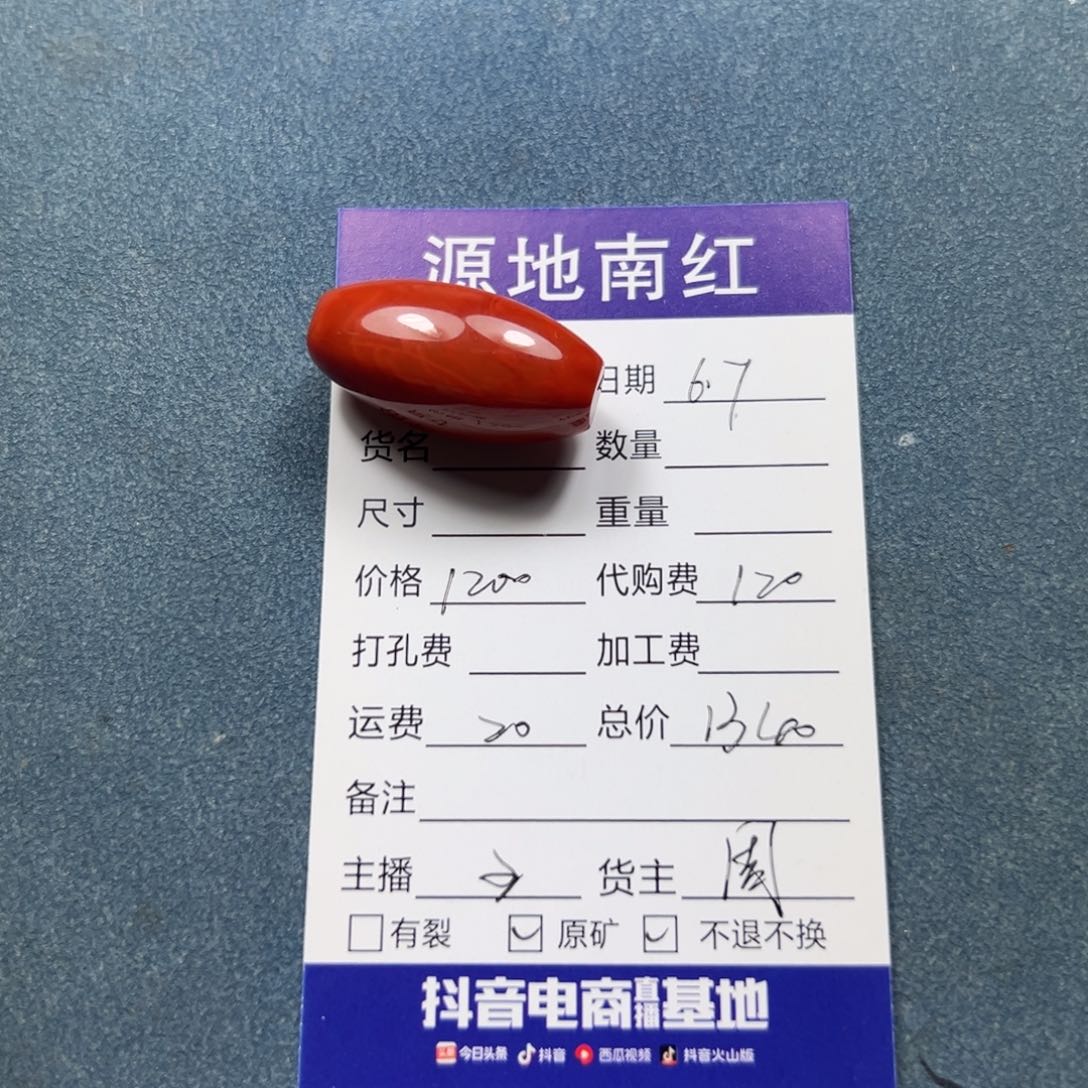 源地南红
日期 6.7
货名 数量
尺寸 重量
价格 1200 代购费 120
打孔费 加工费
运费 20 总价
备注
主播 货主 周
有裂 原矿 不退不换
抖音电商直播基地
今日头条 抖音 西瓜视频 抖音火山版